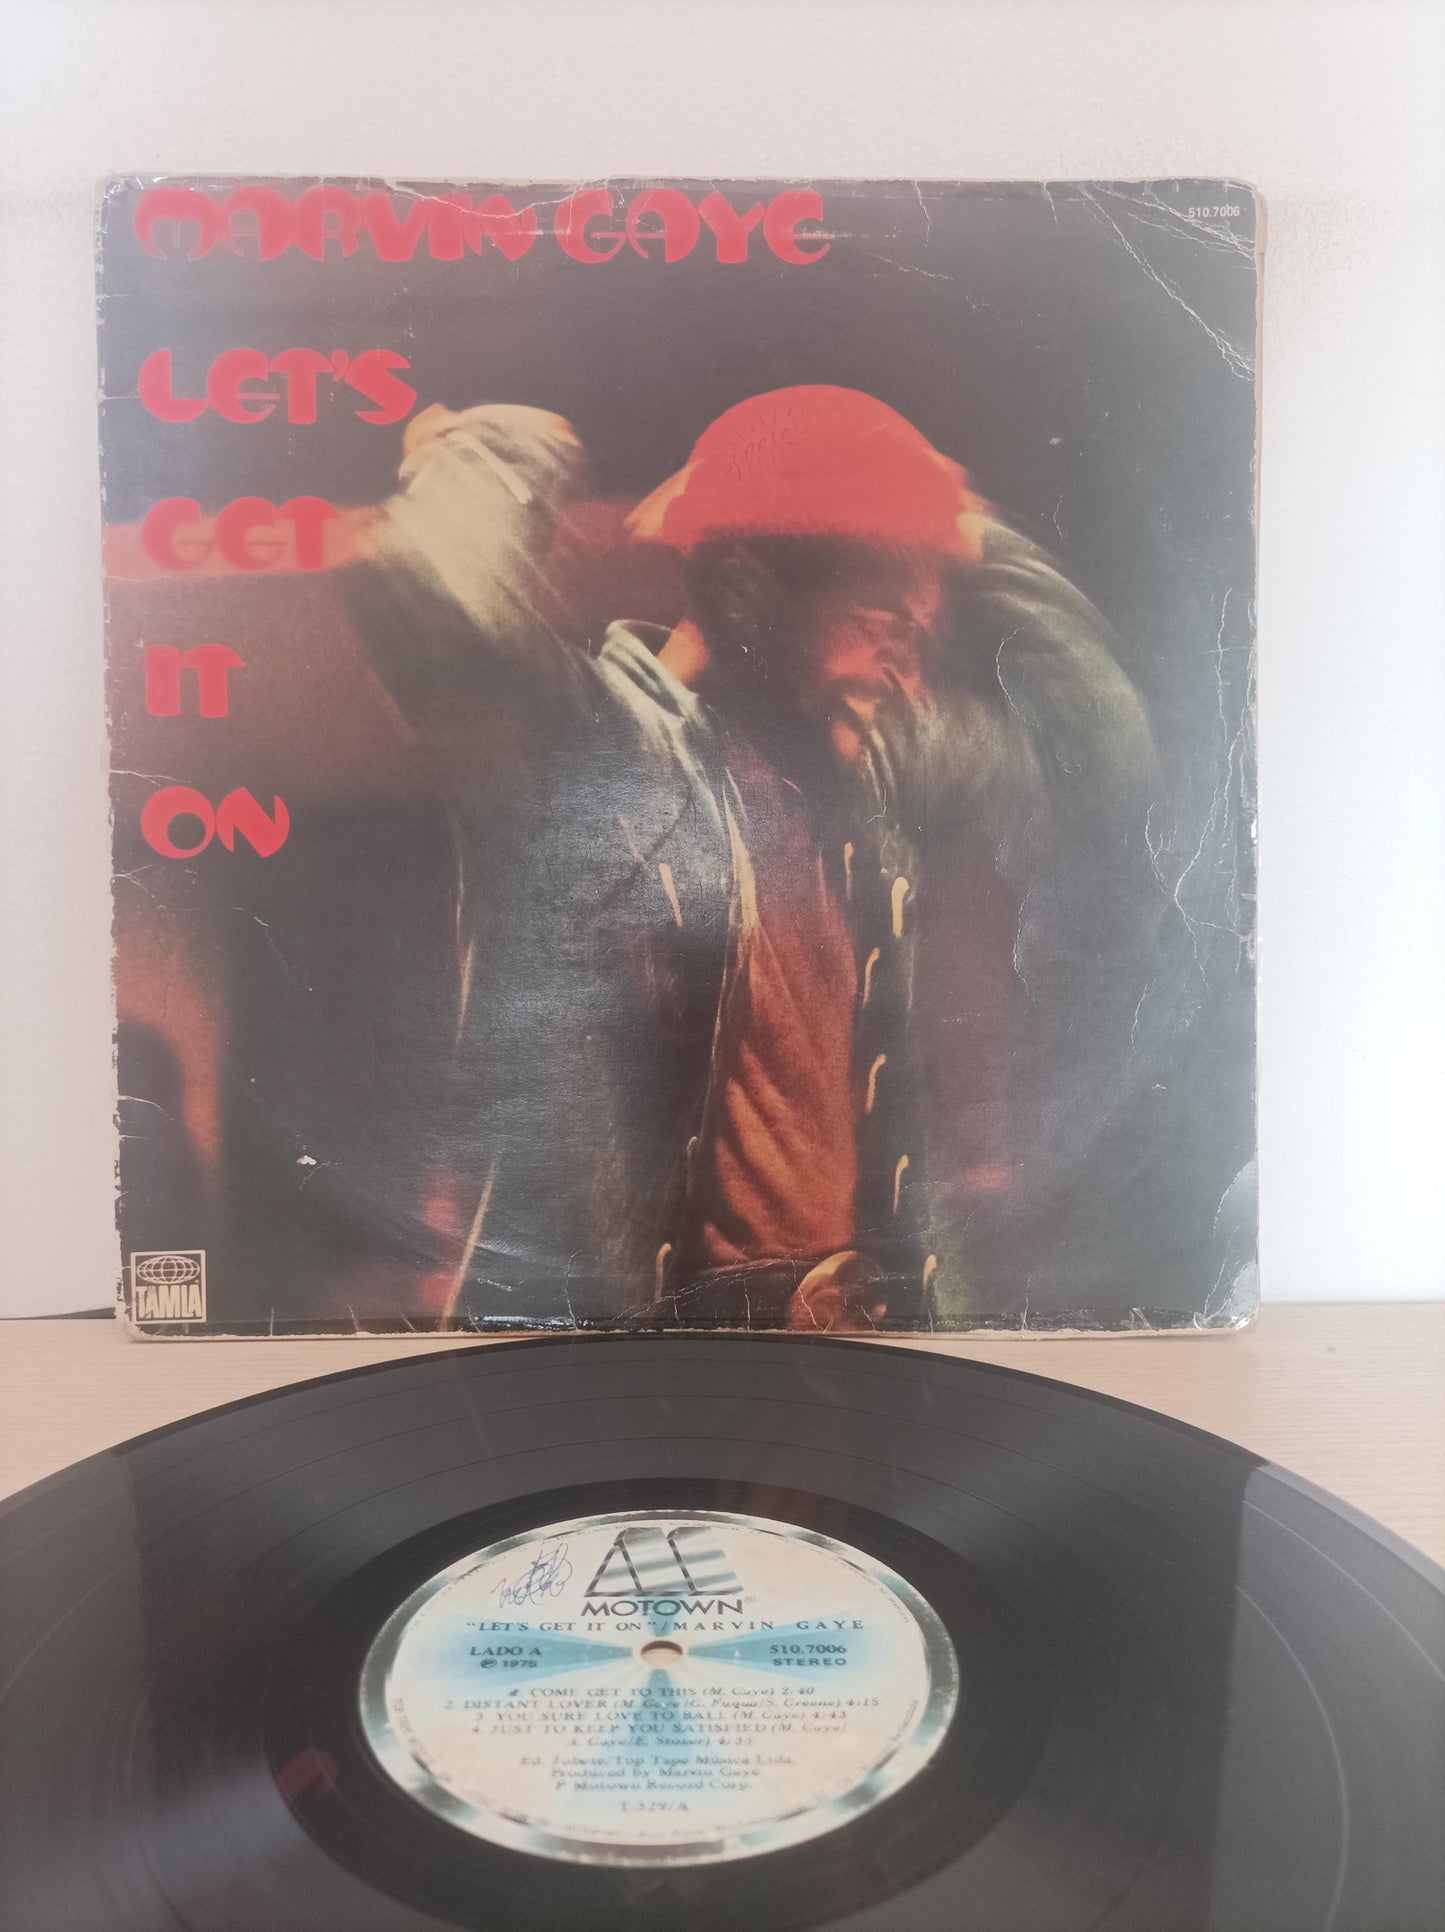 MARVIN GAYE
510.7006
LET'S
GET
IT
ON
CARLOS
TAMLA
MOTOWN®
"LET'S GET IT ON"/MARVIN GAYE
LADO A
℗ 1975
510.7006
STEREO
1. COME GET TO THIS (M. Gaye) 2:40
2. DISTANT LOVER (M. Gaye/G. Fuqua/S. Greene) 4:15
3. YOU SURE LOVE TO BALL (M. Gaye) 4:43
4. JUST TO KEEP YOU SATISFIED (M. Gaye/
A. Gaye/E. Stover) 4:35
Ed. Jobete/Top Tape Música Ltda.
Produced by Marvin Gaye
P Motown Record Corp.
T-329/A